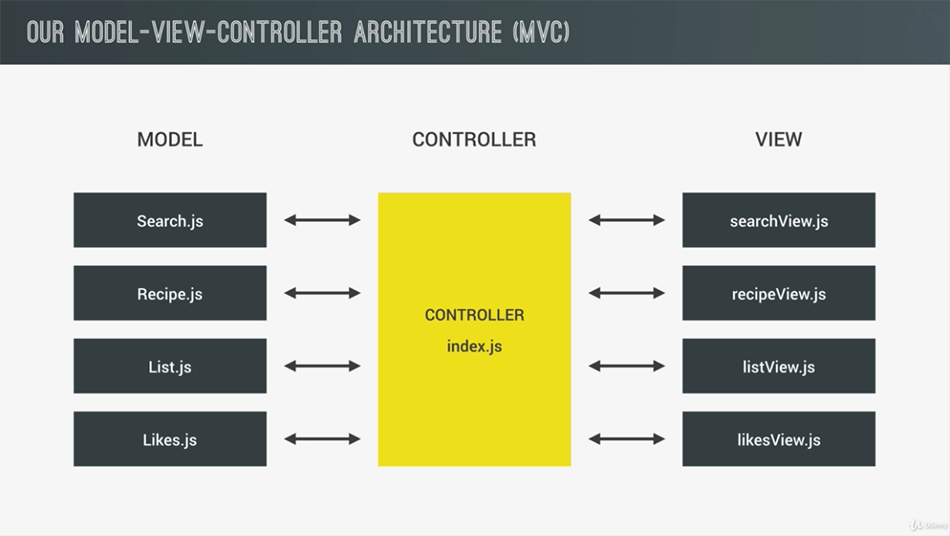 OUR MODEL-VIEW-CONTROLLER ARCHITECTURE (MVC)
MODEL CONTROLLER VIEW
Search.js searchView.js
Recipe.js recipeView.js
CONTROLLER
index.js
List.js listView.js
Likes.js likesView.js
Udemy